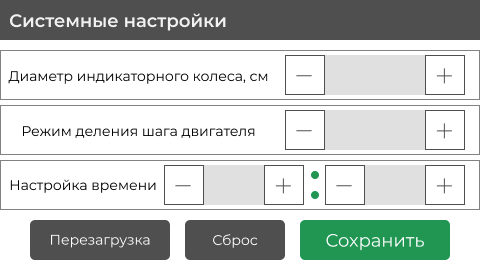 Системные настройки
Диаметр индикаторного колеса, см
Режим деления шага двигателя
Настройка времени
Перезагрузка
Сброс
Сохранить